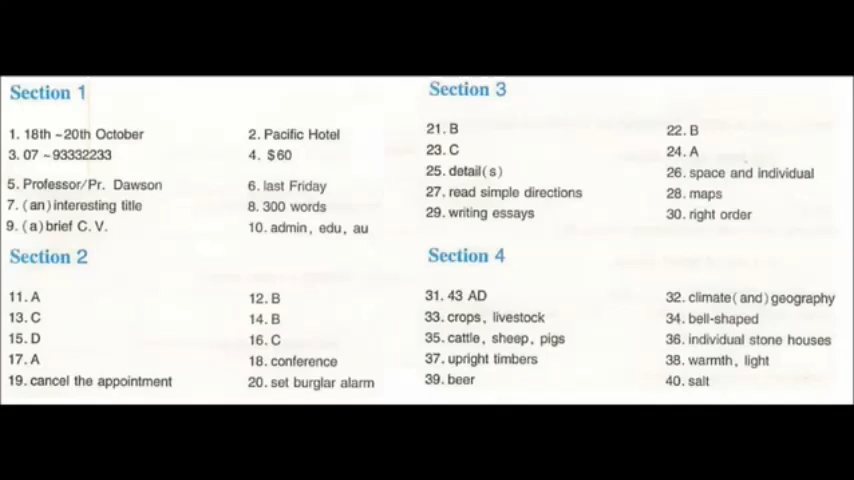 Section 1
1. 18th ~20th October
2. Pacific Hotel
3. 07 ~93332233
4. $60
5. Professor/Pr. Dawson
6. last Friday
7. (an)interesting title
8. 300 words
9. (a)brief C. V.
10. admin, edu, au
Section 2
11. A
12. B
13. C
14. B
15. D
16. C
17. A
18. conference
19. cancel the appointment
20. set burglar alarm
Section 3
21. B
22. B
23. C
24. A
25. detail(s)
26. space and individual
27. read simple directions
28. maps
29. writing essays
30. right order
Section 4
31. 43 AD
32. climate(and)geography
33. crops, livestock
34. bell-shaped
35. cattle, sheep, pigs
36. individual stone houses
37. upright timbers
38. warmth, light
39. beer
40. salt